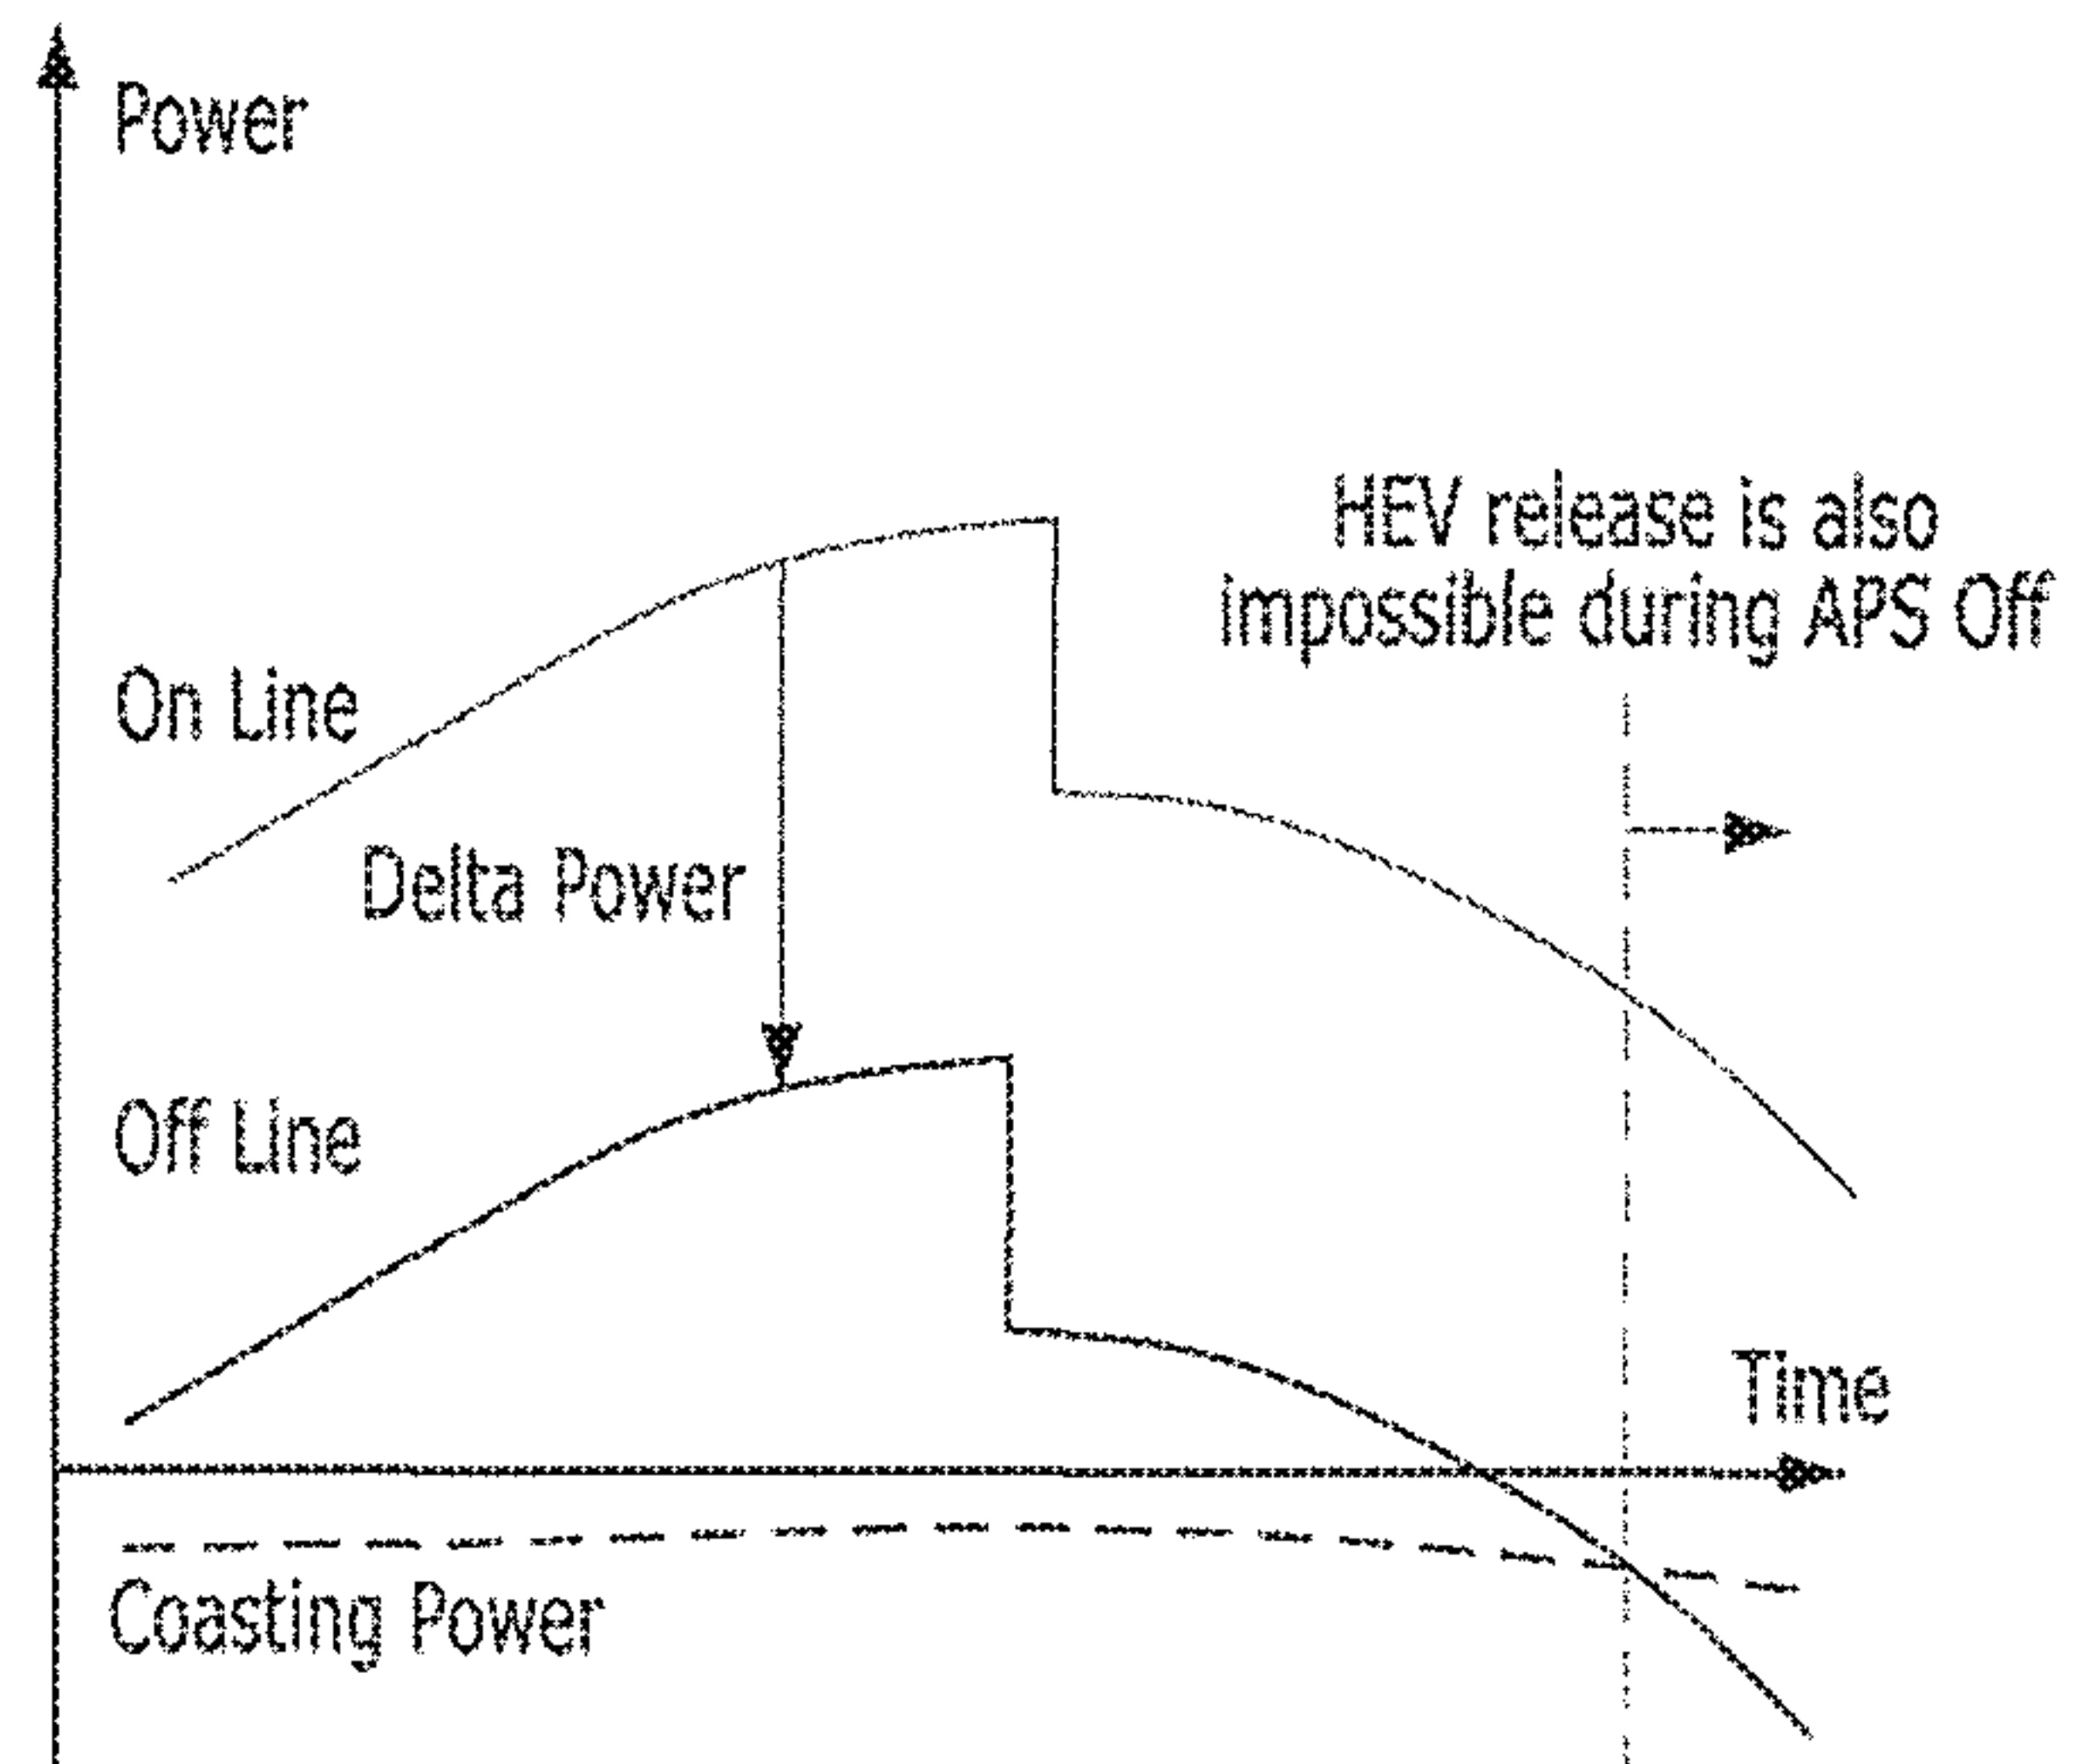 Power
HEV release is also
impossible during APS Off
On Line
Delta Power
Off Line
Time
Coasting Power